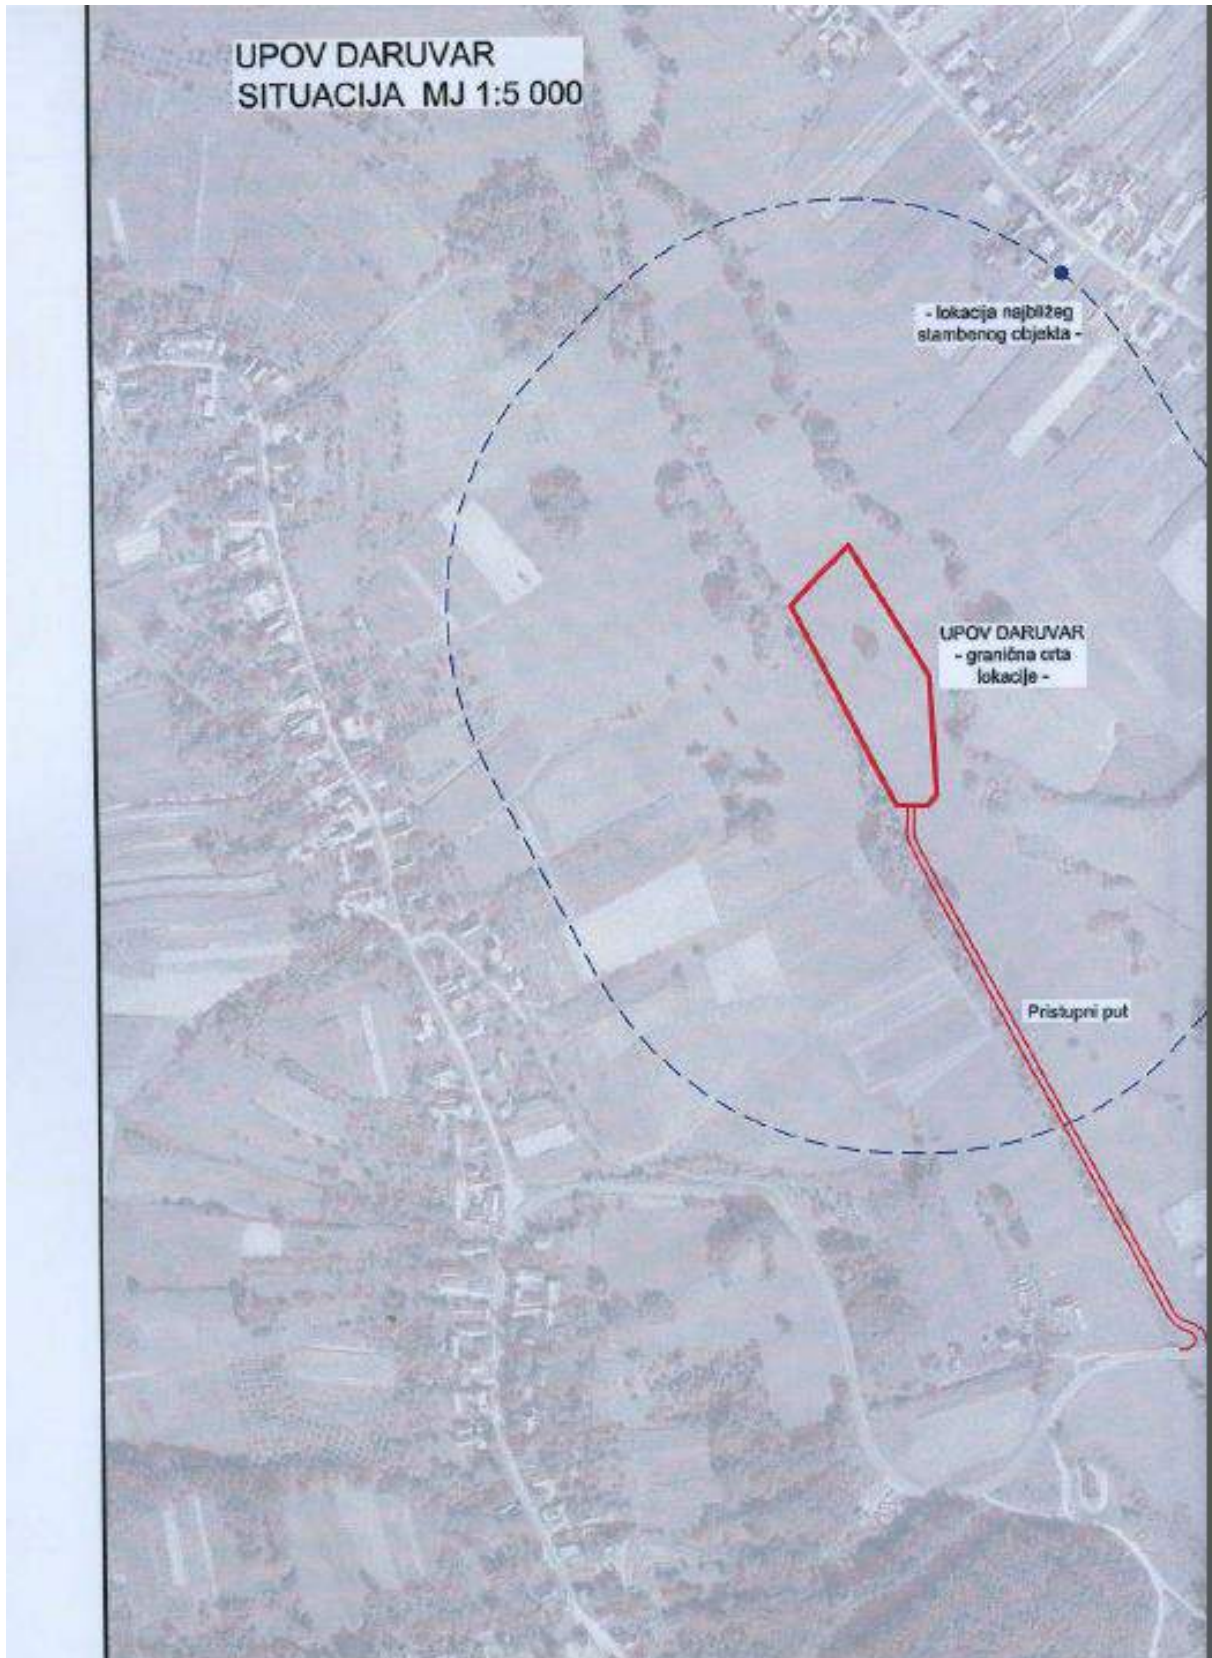 UPOV DARUVAR
SITUACIJA MJ 1:5 000
- lokacija najbližeg
stambenog objekta -
UPOV DARUVAR
- granična crta
lokacije -
Pristupni put